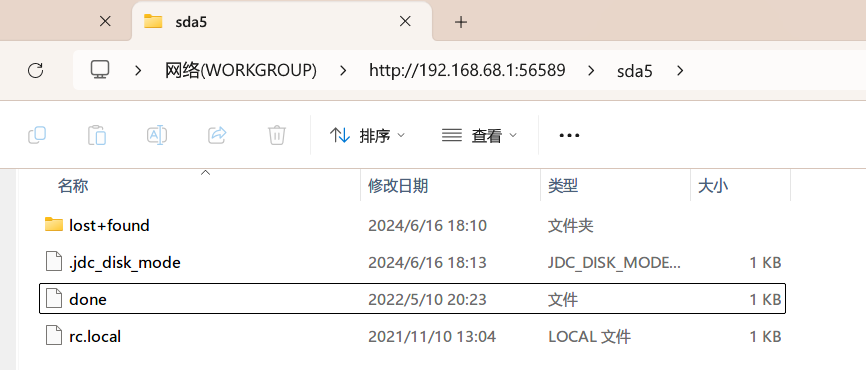 sda5
网络(WORKGROUP) http://192.168.68.1:56589 sda5
排序 查看
名称 修改日期 类型 大小
lost+found 2024/6/16 18:10 文件夹
.jdc_disk_mode 2024/6/16 18:13 JDC_DISK_MODE... 1 KB
done 2022/5/10 20:23 文件 1 KB
rc.local 2021/11/10 13:04 LOCAL 文件 1 KB